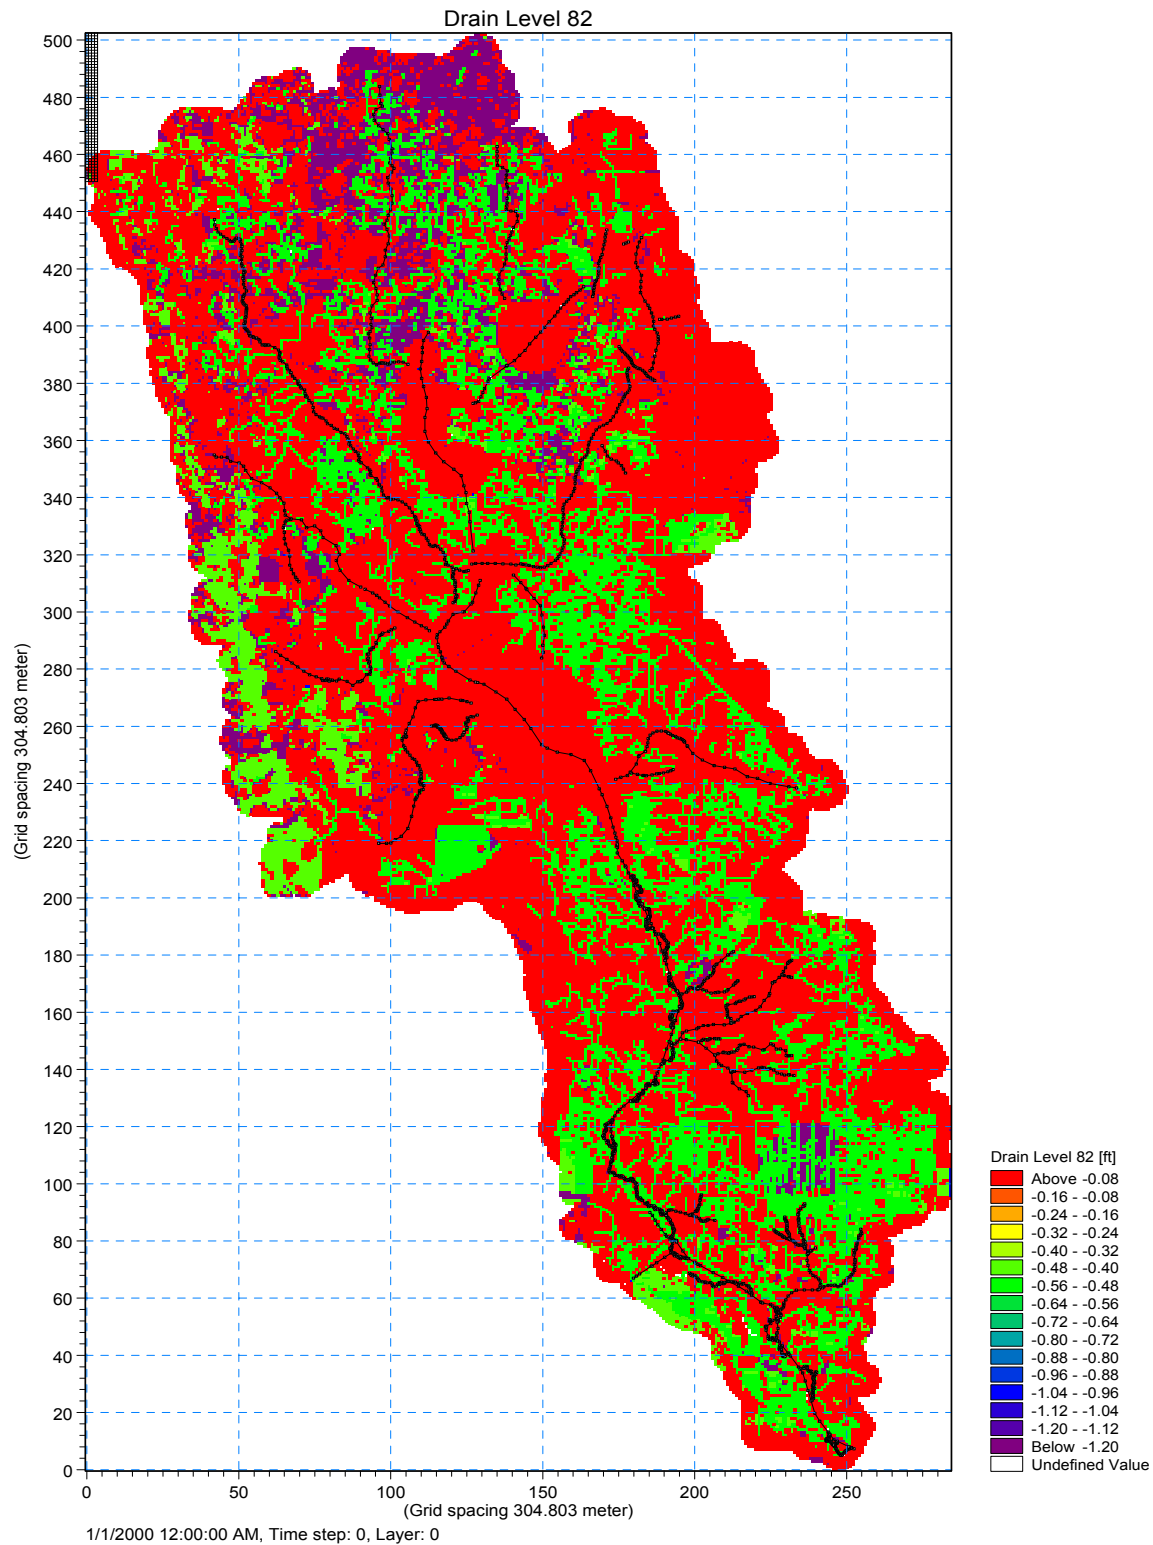 Drain Level 82
500
480
460
440
420
400
380
360
340
320
300
280
260
240
220
200
180
160
140
120
100
80
60
40
20
0
(Grid spacing 304.803 meter)
0 50 100 150 200 250
(Grid spacing 304.803 meter)
1/1/2000 12:00:00 AM, Time step: 0, Layer: 0
Drain Level 82 [ft]
Above -0.08
-0.16 - -0.08
-0.24 - -0.16
-0.32 - -0.24
-0.40 - -0.32
-0.48 - -0.40
-0.56 - -0.48
-0.64 - -0.56
-0.72 - -0.64
-0.80 - -0.72
-0.88 - -0.80
-0.96 - -0.88
-1.04 - -0.96
-1.12 - -1.04
-1.20 - -1.12
Below -1.20
Undefined Value